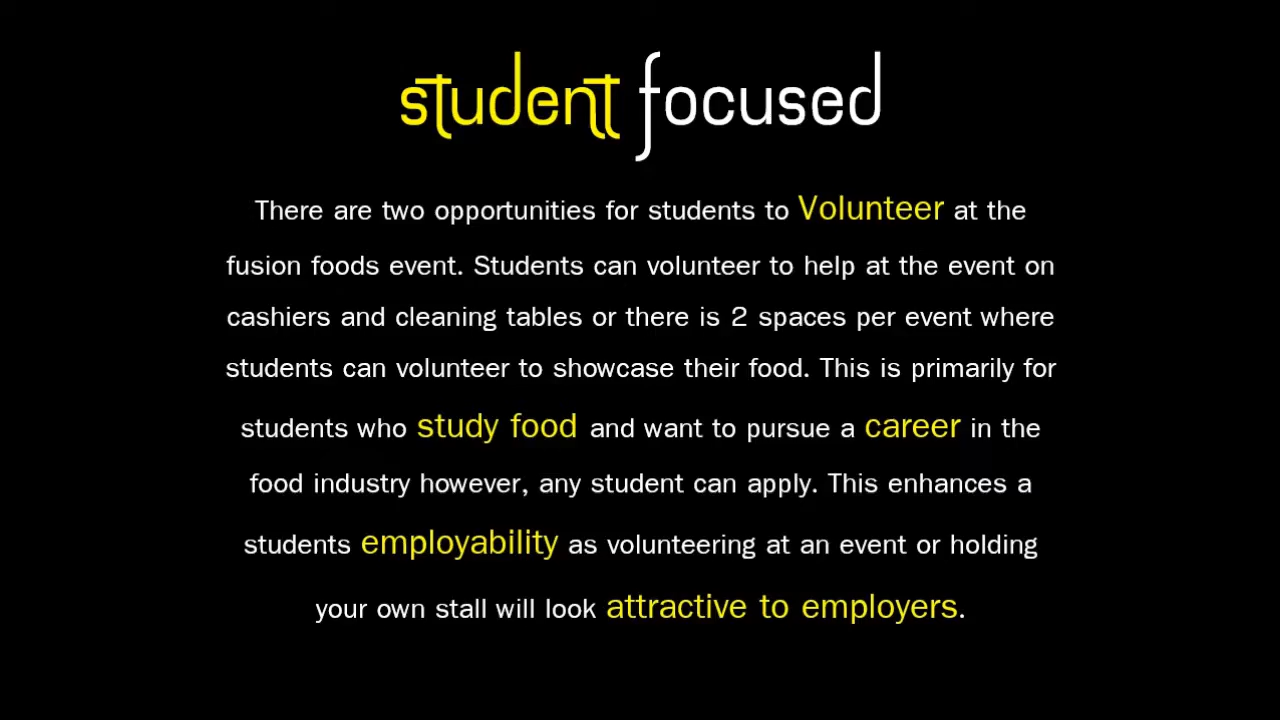 student focused
There are two opportunities for students to Volunteer at the
fusion foods event. Students can volunteer to help at the event on
cashiers and cleaning tables or there is 2 spaces per event where
students can volunteer to showcase their food. This is primarily for
students who study food and want to pursue a career in the
food industry however, any student can apply. This enhances a
students employability as volunteering at an event or holding
your own stall will look attractive to employers.